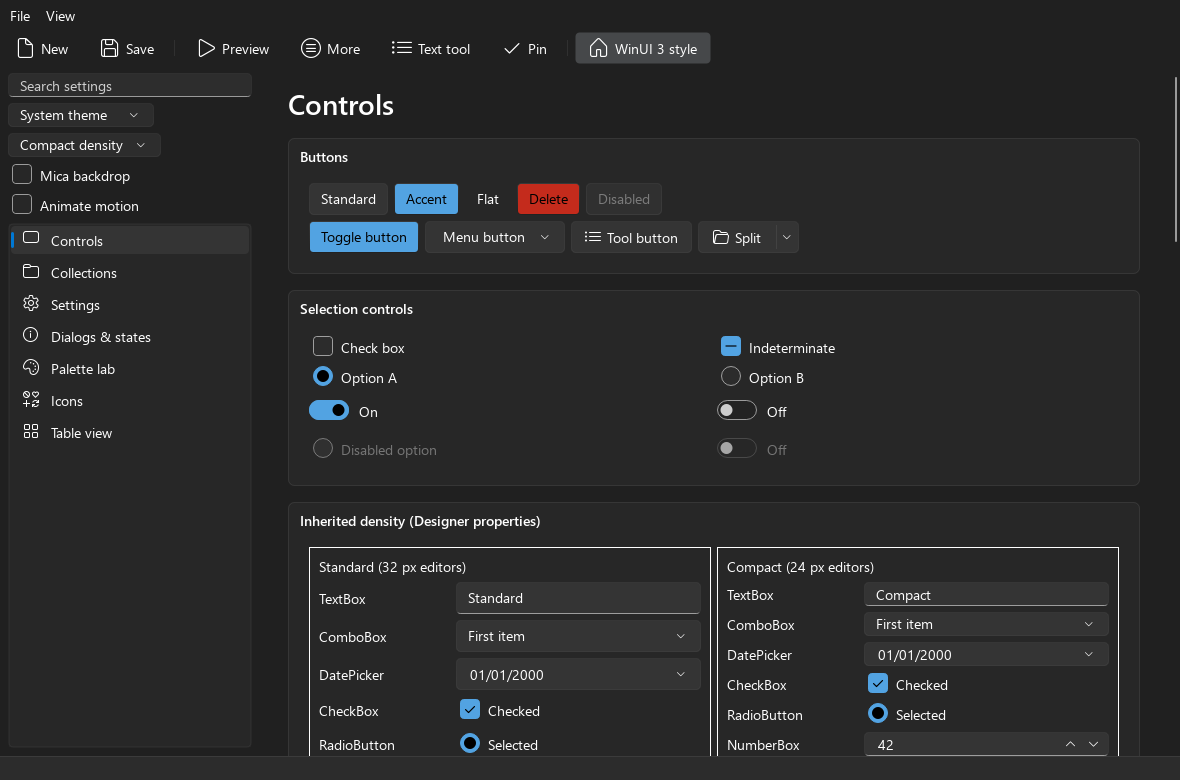 File View
New Save Preview More Text tool Pin WinUI 3 style
Search settings
System theme
Compact density
Mica backdrop
Animate motion
Controls
Collections
Settings
Dialogs & states
Palette lab
Icons
Table view
Controls
Buttons
Standard Accent Flat Delete Disabled
Toggle button Menu button Tool button Split
Selection controls
Check box Indeterminate
Option A Option B
On Off
Disabled option Off
Inherited density (Designer properties)
Standard (32 px editors)
TextBox Standard
ComboBox First item
DatePicker 01/01/2000
CheckBox Checked
RadioButton Selected
Compact (24 px editors)
TextBox Compact
ComboBox First item
DatePicker 01/01/2000
CheckBox Checked
RadioButton Selected
NumberBox 42